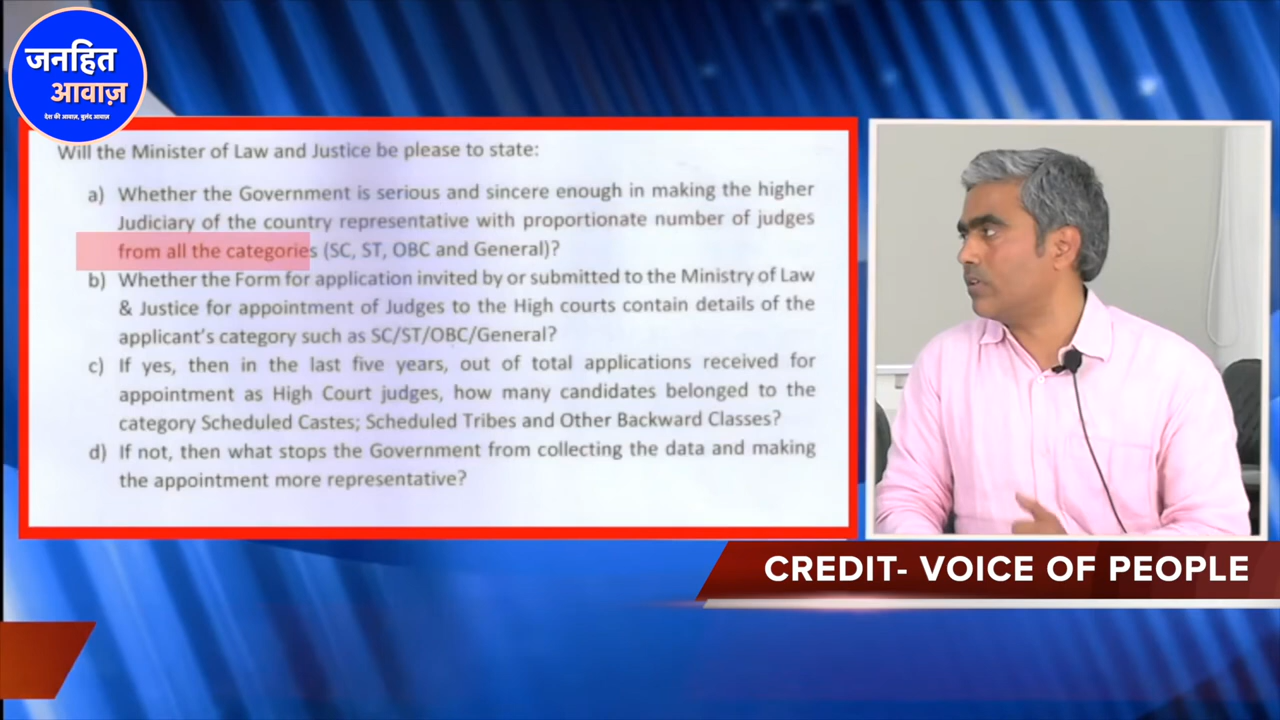 जनहित
आवाज़
देश की आवाज़, बुलंद आवाज़
Will the Minister of Law and Justice be please to state:
a) Whether the Government is serious and sincere enough in making the higher
Judiciary of the country representative with proportionate number of judges
from all the categories (SC, ST, OBC and General)?
b) Whether the Form for application invited by or submitted to the Ministry of Law
& Justice for appointment of Judges to the High courts contain details of the
applicant's category such as SC/ST/OBC/General?
c) If yes, then in the last five years, out of total applications received for
appointment as High Court judges, how many candidates belonged to the
category Scheduled Castes; Scheduled Tribes and Other Backward Classes?
d) If not, then what stops the Government from collecting the data and making
the appointment more representative?
CREDIT- VOICE OF PEOPLE